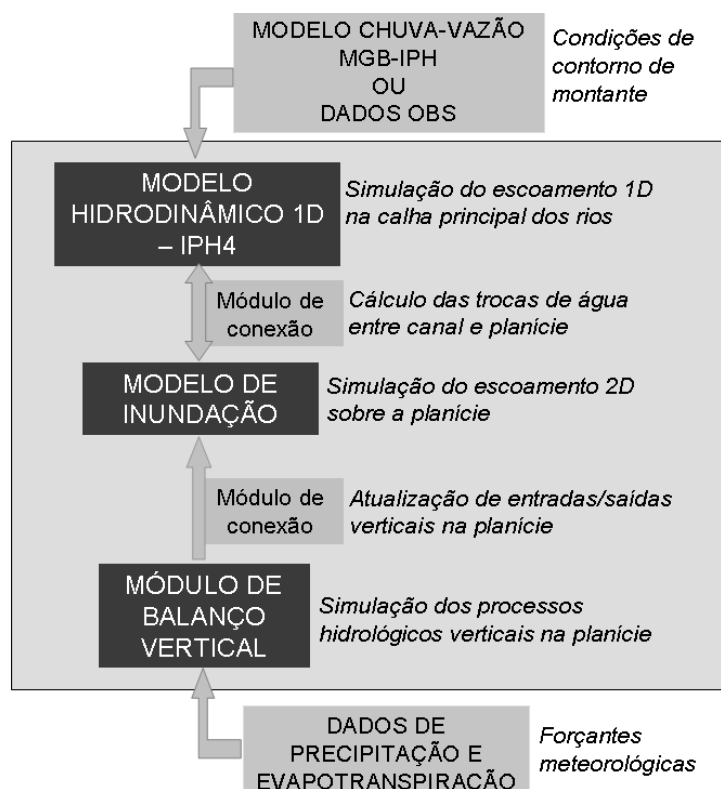 MODELO CHUVA-VAZÃO
MGB-IPH
OU
DADOS OBS
Condições de
contorno de
montante
MODELO
HIDRODINÂMICO 1D
– IPH4
Simulação do escoamento 1D
na calha principal dos rios
Módulo de
conexão
Cálculo das trocas de água
entre canal e planície
MODELO DE
INUNDAÇÃO
Simulação do escoamento 2D
sobre a planície
Módulo de
conexão
Atualização de entradas/saídas
verticais na planície
MÓDULO DE
BALANÇO
VERTICAL
Simulação dos processos
hidrológicos verticais na planície
DADOS DE
PRECIPITAÇÃO E
EVAPOTRANSPIRAÇÃO
Forçantes
meteorológicas